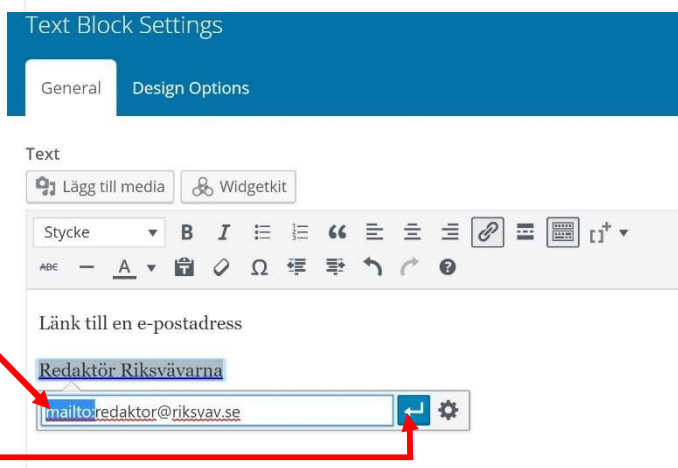 Text Block Settings
General Design Options
Text
Lägg till media Widgetkit
Stycke B I
ABC A Ω
Länk till en e-postadress
Redaktör Riksvävarna
mailto:redaktor@riksvav.se